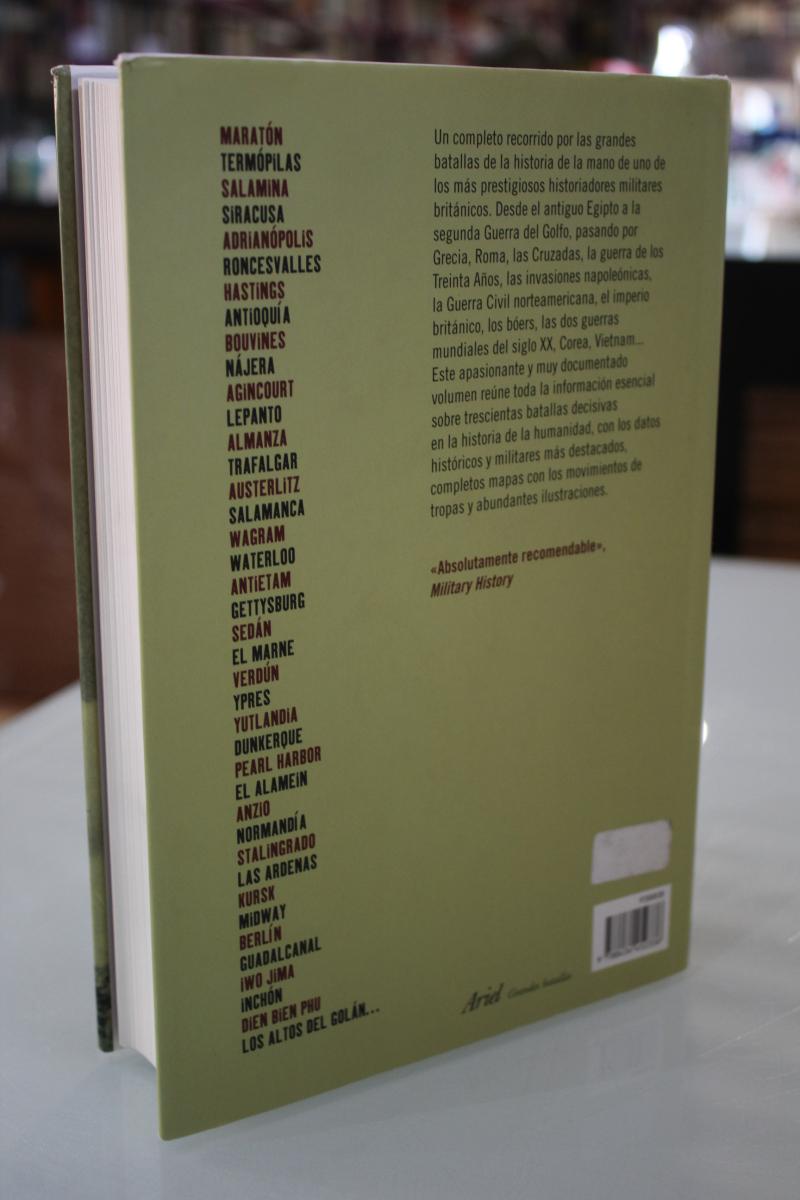 MARATÓN
TERMÓPILAS
SALAMINA
SIRACUSA
ADRIANÓPOLIS
RONCESVALLES
HASTINGS
ANTIOQUÍA
BOUVINES
NÁJERA
AGINCOURT
LEPANTO
ALMANZA
TRAFALGAR
AUSTERLITZ
SALAMANCA
WAGRAM
WATERLOO
ANTIETAM
GETTYSBURG
SEDÁN
EL MARNE
VERDÚN
YPRES
YUTLANDIA
DUNKERQUE
PEARL HARBOR
EL ALAMEIN
ANZIO
NORMANDÍA
STALINGRADO
LAS ARDENAS
KURSK
MIDWAY
BERLÍN
GUADALCANAL
IWO JIMA
INCHÓN
DIEN BIEN PHU
LOS ALTOS DEL GOLÁN...
Un completo recorrido por las grandes
batallas de la historia de la mano de uno de
los más prestigiosos historiadores militares
británicos. Desde el antiguo Egipto a la
segunda Guerra del Golfo, pasando por
Grecia, Roma, las Cruzadas, la guerra de los
Treinta Años, las invasiones napoleónicas,
la Guerra Civil norteamericana, el imperio
británico, los bóers, las dos guerras
mundiales del siglo XX, Corea, Vietnam...
Este apasionante y muy documentado
volumen reúne toda la información esencial
sobre trescientas batallas decisivas
en la historia de la humanidad, con los datos
históricos y militares más destacados,
completos mapas con los movimientos de
tropas y abundantes ilustraciones.
«Absolutamente recomendable»,
Military History
Ariel Grandes batallas